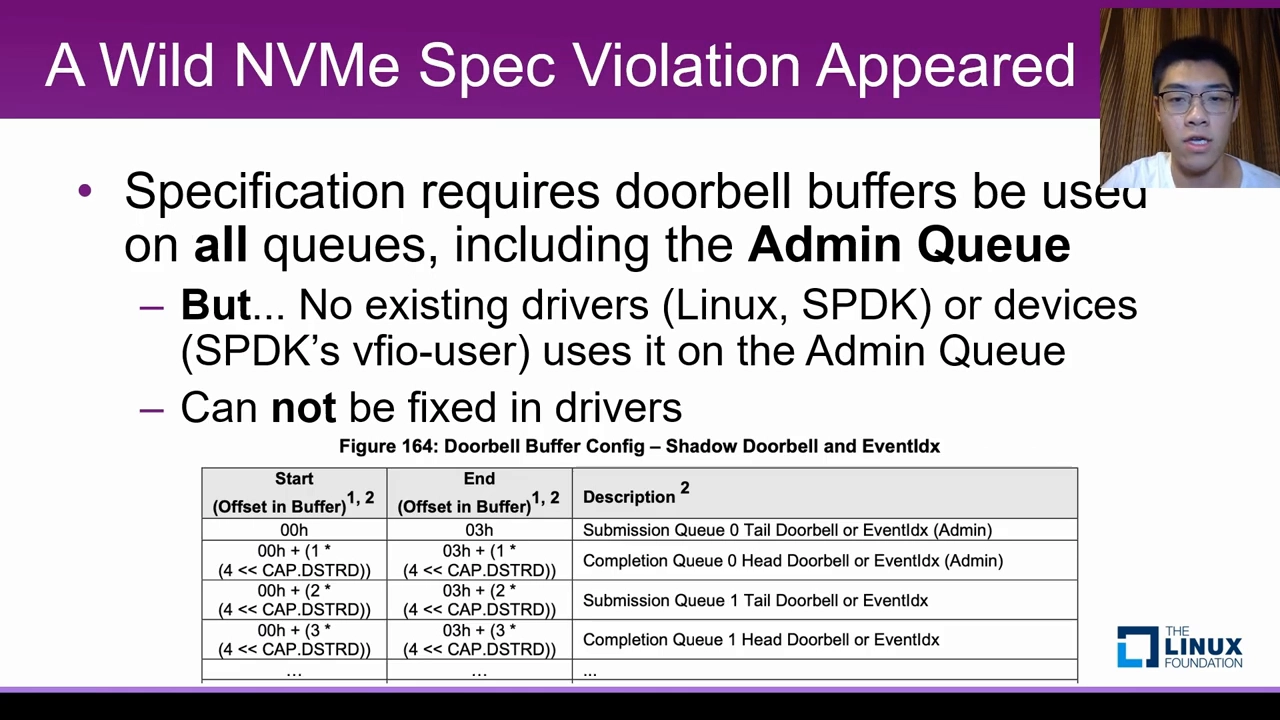 A Wild NVMe Spec Violation Appeared
• Specification requires doorbell buffers be used
on all queues, including the Admin Queue
– But... No existing drivers (Linux, SPDK) or devices
(SPDK’s vfio-user) uses it on the Admin Queue
– Can not be fixed in drivers
Figure 164: Doorbell Buffer Config – Shadow Doorbell and EventIdx
Start
(Offset in Buffer)1, 2
End
(Offset in Buffer)1, 2
Description 2
00h
03h
Submission Queue 0 Tail Doorbell or EventIdx (Admin)
00h + (1 *
(4 << CAP.DSTRD))
03h + (1 *
(4 << CAP.DSTRD))
Completion Queue 0 Head Doorbell or EventIdx (Admin)
00h + (2 *
(4 << CAP.DSTRD))
03h + (2 *
(4 << CAP.DSTRD))
Submission Queue 1 Tail Doorbell or EventIdx
00h + (3 *
(4 << CAP.DSTRD))
03h + (3 *
(4 << CAP.DSTRD))
Completion Queue 1 Head Doorbell or EventIdx
...
...
...
THE
LINUX
FOUNDATION